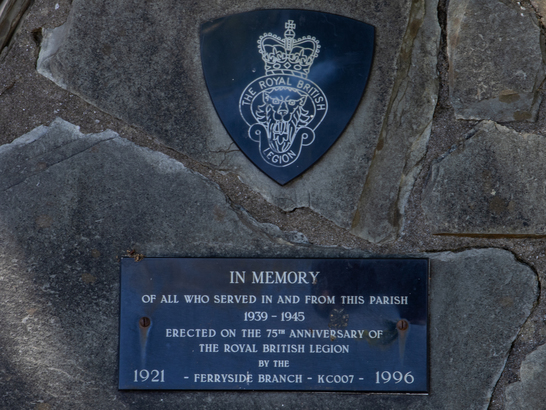 THE ROYAL BRITISH
LEGION
IN MEMORY
OF ALL WHO SERVED IN AND FROM THIS PARISH
1939 - 1945
ERECTED ON THE 75TH ANNIVERSARY OF
THE ROYAL BRITISH LEGION
BY THE
1921 - FERRYSIDE BRANCH - KC007 - 1996